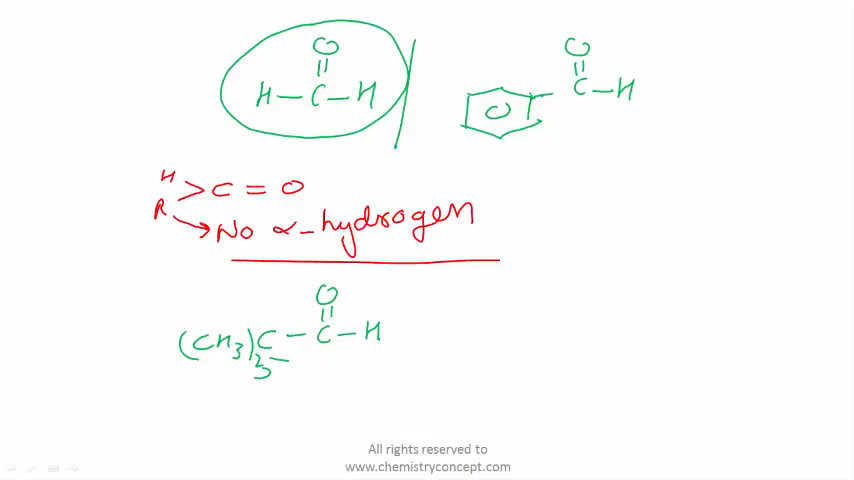 O O
H — C — H C — H
H
R > C = O
No α-hydrogen
O
(CH3)3C — C — H
All rights reserved to
www.chemistryconcept.com